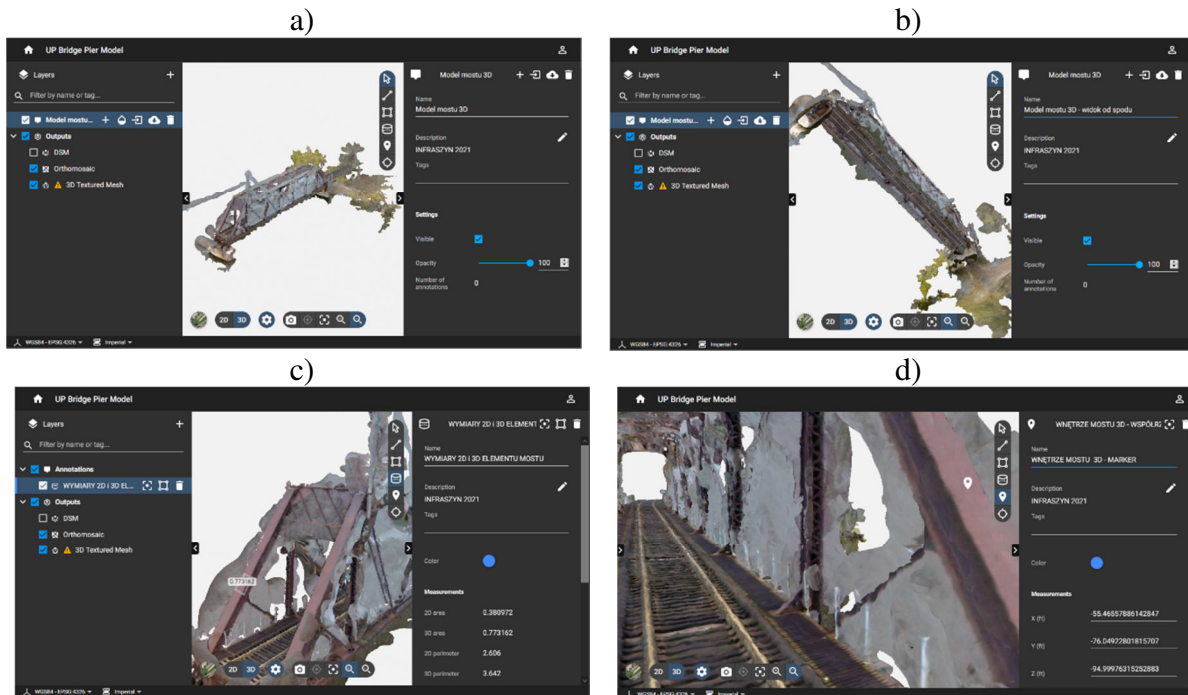 a)
UP Bridge Pier Model
Layers
Filter by name or tag...
Model mostu...
Outputs
DSM
Orthomosaic
3D Textured Mesh
2D 3D
Model mostu 3D
Name
Model mostu 3D
Description
INFRASZYN 2021
Tags
Settings
Visible
Opacity 100
Number of
annotations 0
WGS84 - EPSG:4326 Imperial
b)
UP Bridge Pier Model
Layers
Filter by name or tag...
Model mostu...
Outputs
DSM
Orthomosaic
3D Textured Mesh
2D 3D
Model mostu 3D
Name
Model mostu 3D - widok od spodu
Description
INFRASZYN 2021
Tags
Settings
Visible
Opacity 100
Number of
annotations 0
WGS84 - EPSG:4326 Imperial
c)
UP Bridge Pier Model
Layers
Filter by name or tag...
Annotations
WYMIARY 2D i 3D EL...
Outputs
DSM
Orthomosaic
3D Textured Mesh
0.773162
2D 3D
WYMIARY 2D i 3D ELEMENT
Name
WYMIARY 2D i 3D ELEMENTU MOSTU
Description
INFRASZYN 2021
Tags
Color
Measurements
2D area 0.380972
3D area 0.773162
2D perimeter 2.606
3D perimeter 3.642
WGS84 - EPSG:4326 Imperial
d)
UP Bridge Pier Model
2D 3D
WNĘTRZE MOSTU 3D - WSPÓŁRZ
Name
WNĘTRZE MOSTU 3D - MARKER
Description
INFRASZYN 2021
Tags
Color
Measurements
X (ft) -55.46557886142847
Y (ft) -76.04922801815707
Z (ft) -94.99976315252883
WGS84 - EPSG:4326 Imperial